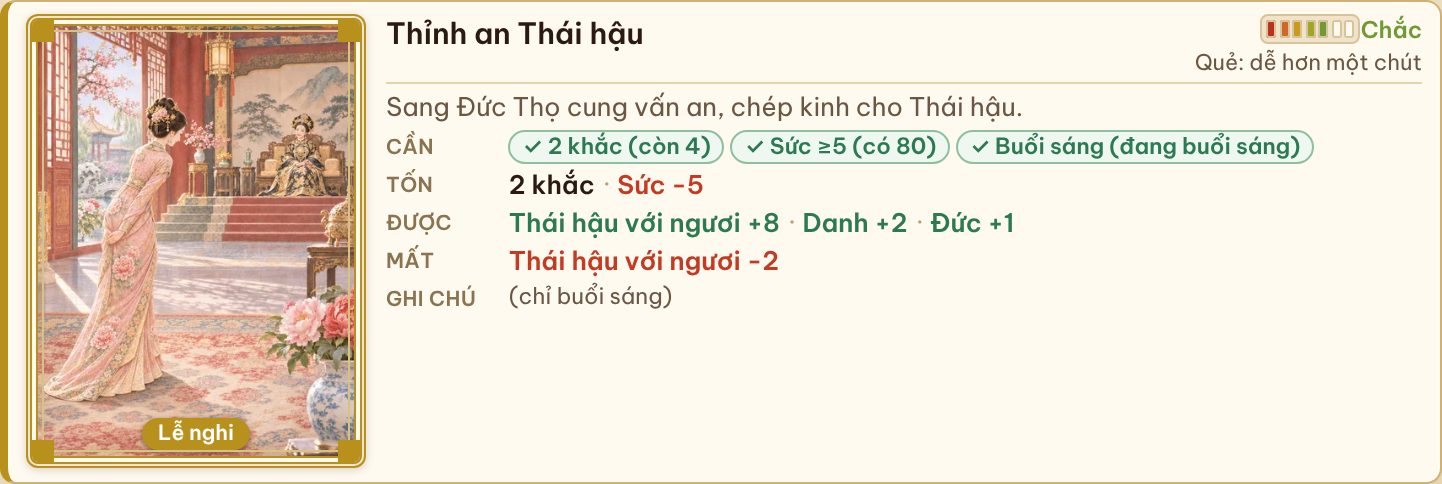 Thỉnh an Thái hậu
Chắc
Quẻ: dễ hơn một chút
Sang Đức Thọ cung vấn an, chép kinh cho Thái hậu.
CẦN ✓ 2 khắc (còn 4) ✓ Sức ≥5 (có 80) ✓ Buổi sáng (đang buổi sáng)
TỐN 2 khắc · Sức -5
ĐƯỢC Thái hậu với ngươi +8 · Danh +2 · Đức +1
MẤT Thái hậu với ngươi -2
GHI CHÚ (chỉ buổi sáng)
Lễ nghi